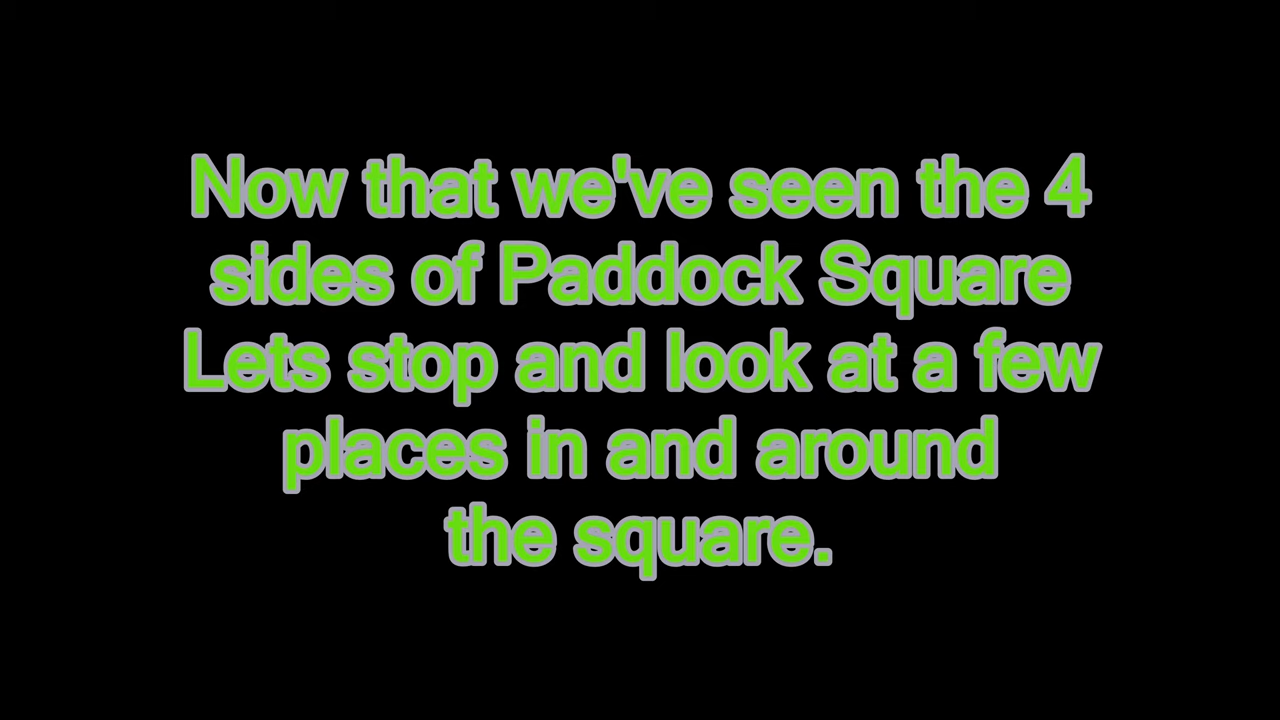 Now that we've seen the 4
sides of Paddock Square
Lets stop and look at a few
places in and around
the square.